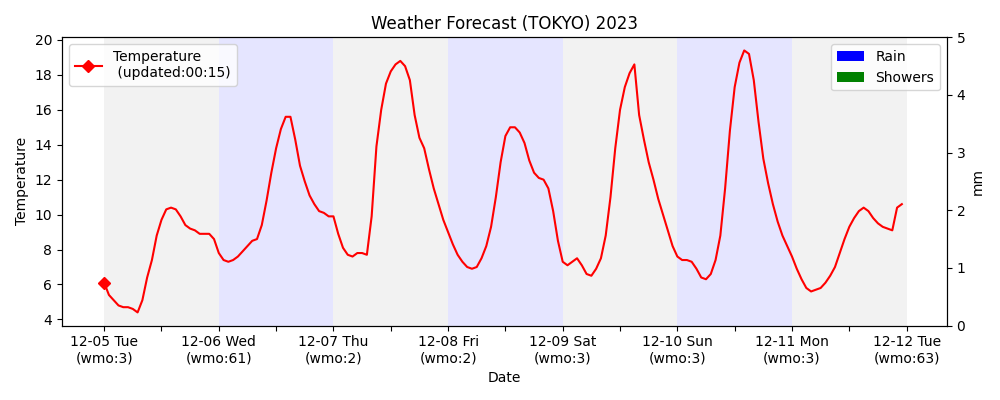 Weather Forecast (TOKYO) 2023
Temperature
(updated:00:15)
Rain
Showers
20
18
16
14
12
10
8
6
4
Temperature
5
4
3
2
1
0
mm
12-05 Tue 12-06 Wed 12-07 Thu 12-08 Fri 12-09 Sat 12-10 Sun 12-11 Mon 12-12 Tue
(wmo:3) (wmo:61) (wmo:2) (wmo:2) (wmo:3) (wmo:3) (wmo:3) (wmo:63)
Date